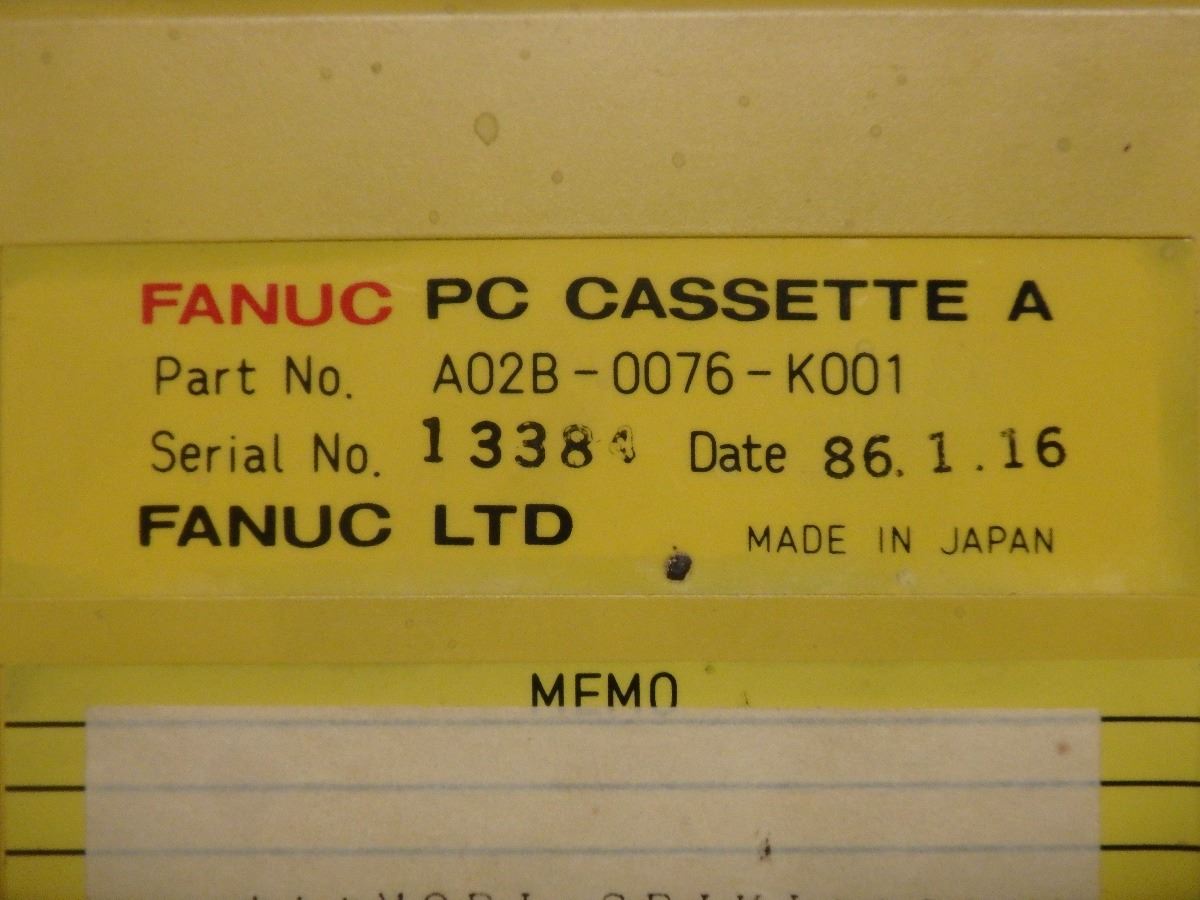 FANUC PC CASSETTE A
Part No. A02B-0076-K001
Serial No. 13384 Date 86.1.16
FANUC LTD MADE IN JAPAN
MEMO